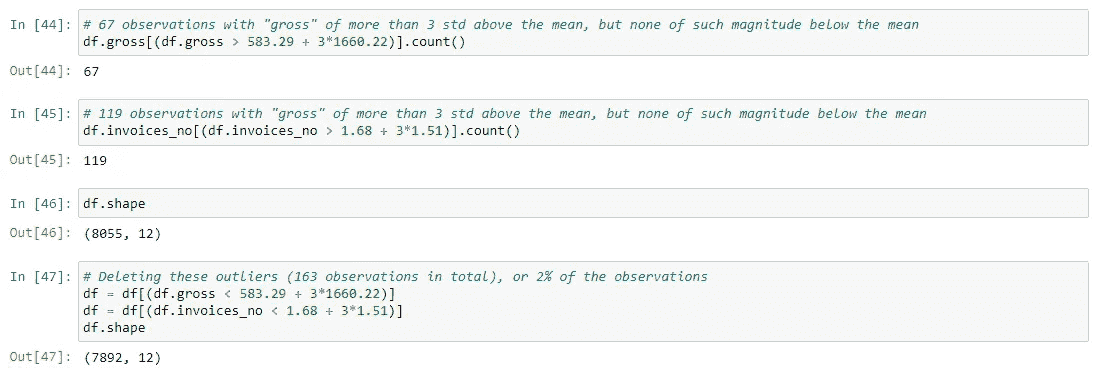 In [44]: # 67 observations with "gross" of more than 3 std above the mean, but none of such magnitude below the mean
df.gross[(df.gross > 583.29 + 3*1660.22)].count()
Out[44]: 67
In [45]: # 119 observations with "gross" of more than 3 std above the mean, but none of such magnitude below the mean
df.invoices_no[(df.invoices_no > 1.68 + 3*1.51)].count()
Out[45]: 119
In [46]: df.shape
Out[46]: (8055, 12)
In [47]: # Deleting these outliers (163 observations in total), or 2% of the observations
df = df[(df.gross < 583.29 + 3*1660.22)]
df = df[(df.invoices_no < 1.68 + 3*1.51)]
df.shape
Out[47]: (7892, 12)